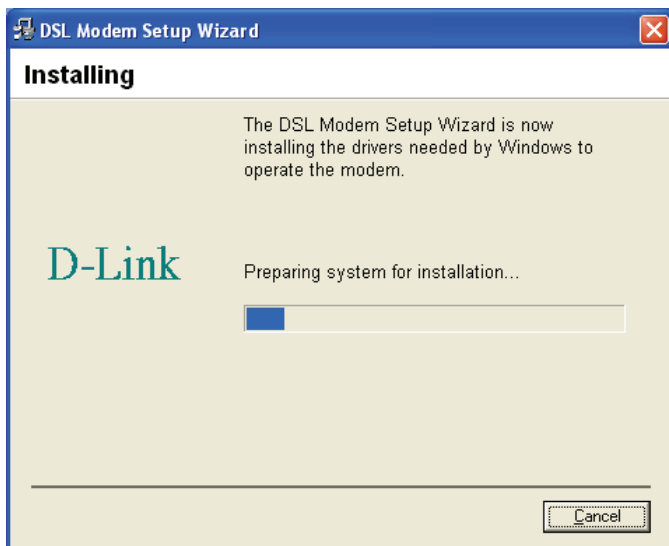 DSL Modem Setup Wizard
Installing
The DSL Modem Setup Wizard is now
installing the drivers needed by Windows to
operate the modem.
D-Link
Preparing system for installation...
Cancel